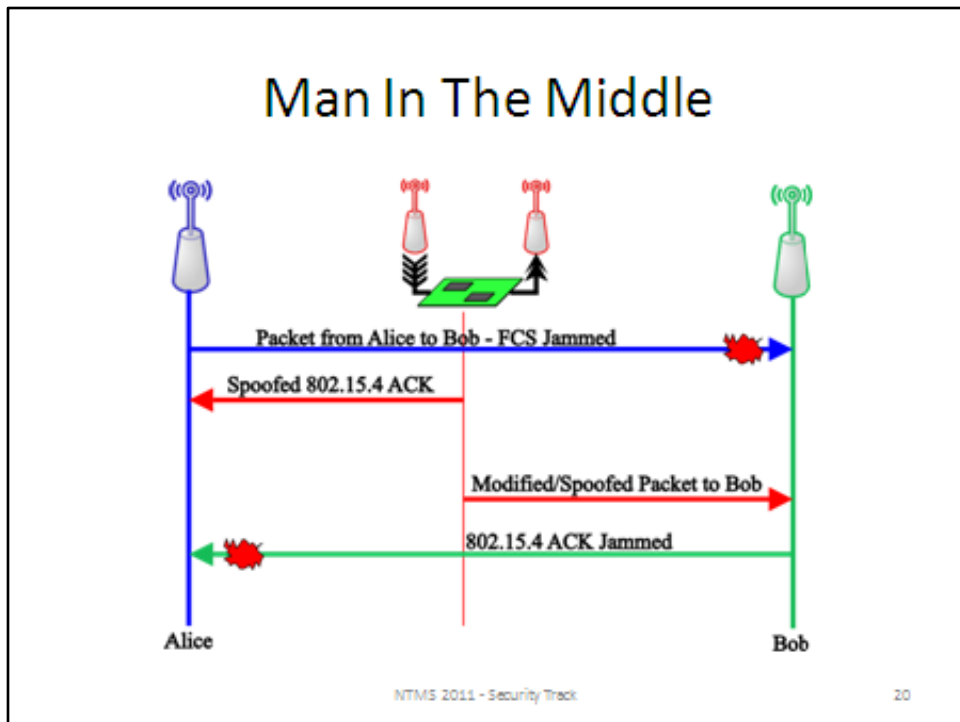 Man In The Middle
Packet from Alice to Bob - FCS Jammed
Spoofed 802.15.4 ACK
Modified/Spoofed Packet to Bob
802.15.4 ACK Jammed
Alice
Bob
NTMS 2011 - Security Track
20